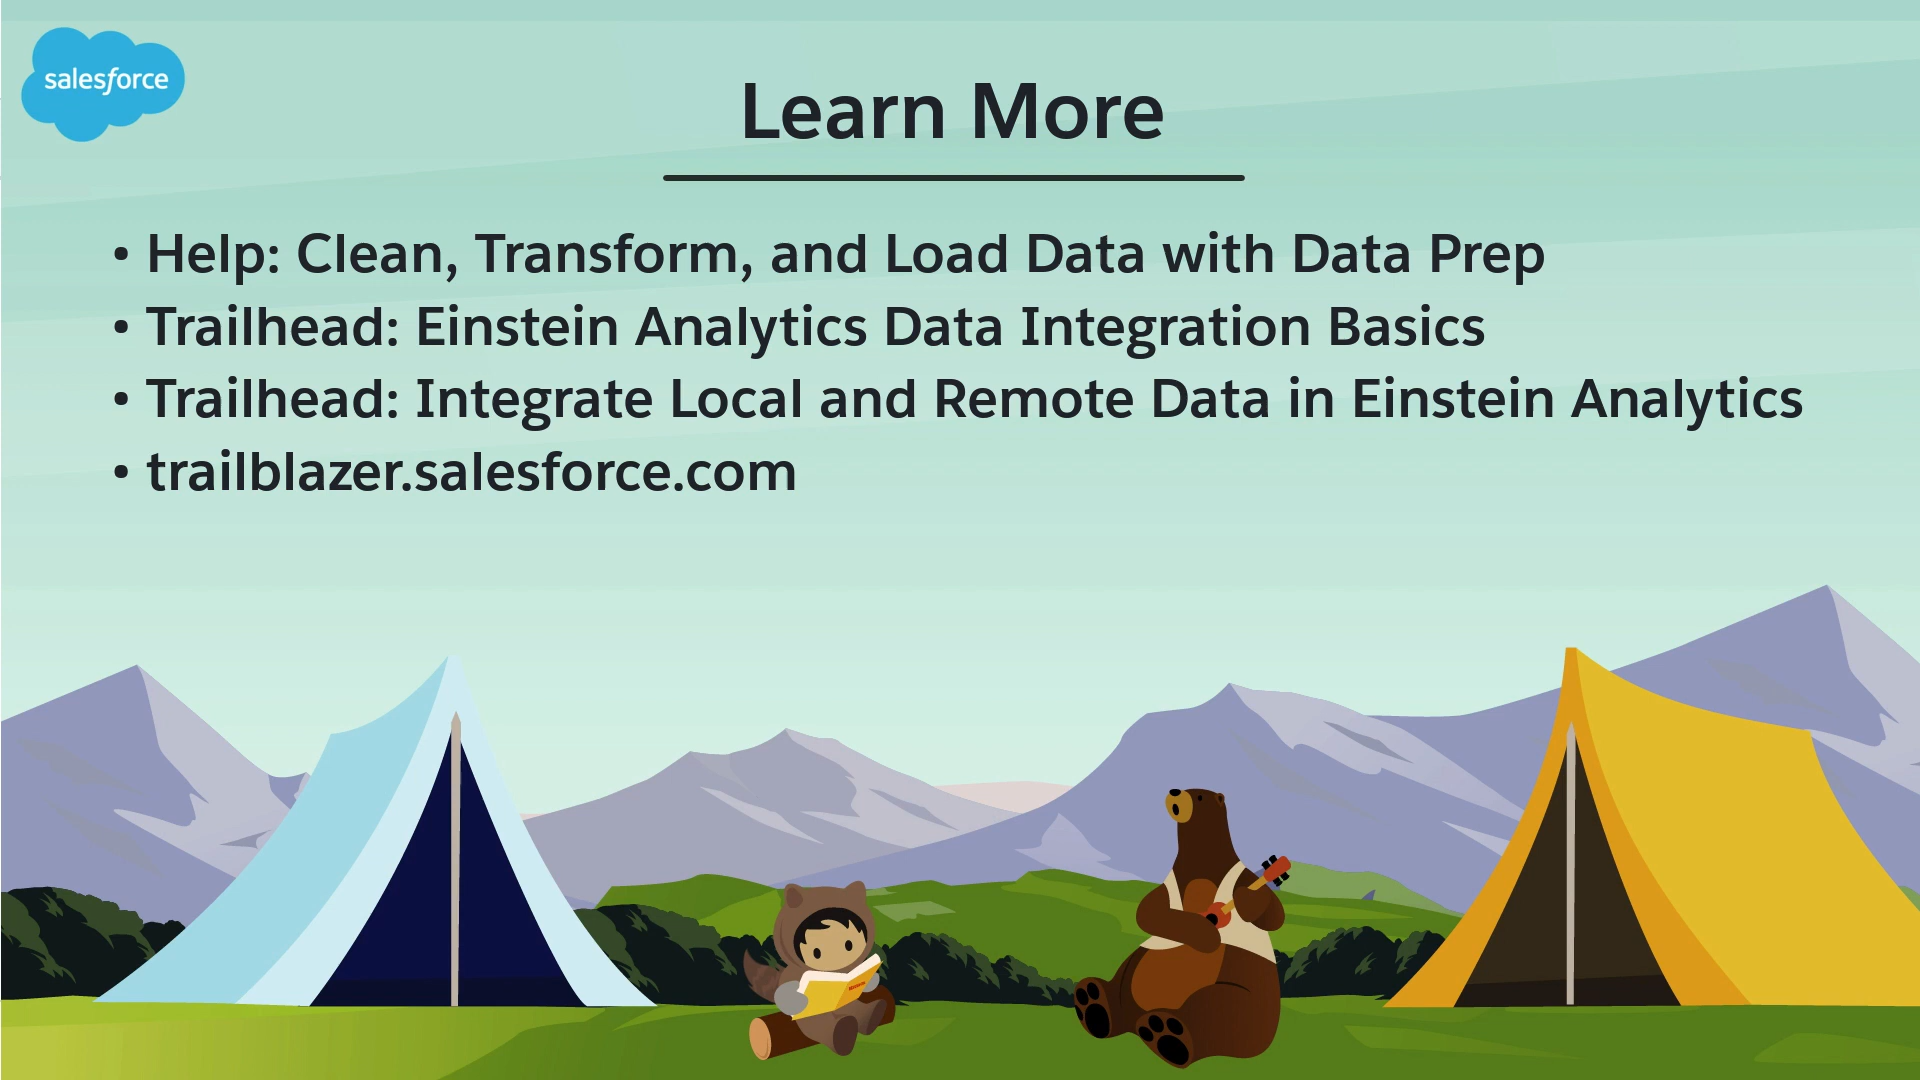 salesforce
Learn More
• Help: Clean, Transform, and Load Data with Data Prep
• Trailhead: Einstein Analytics Data Integration Basics
• Trailhead: Integrate Local and Remote Data in Einstein Analytics
• trailblazer.salesforce.com